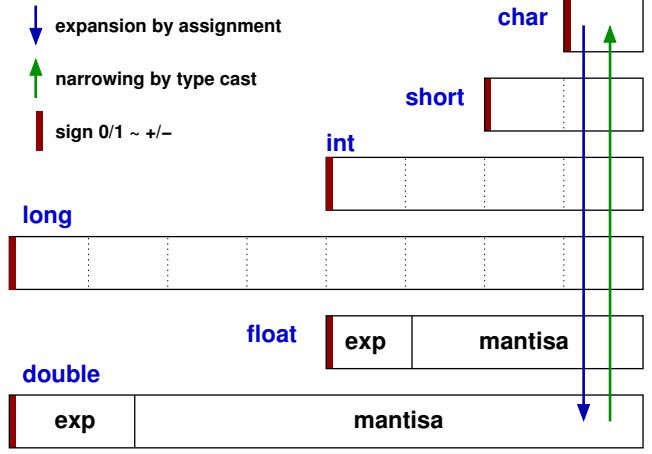 expansion by assignment
char
narrowing by type cast
short
sign 0/1 ~ +/−
int
long
float
exp
mantisa
double
exp
mantisa